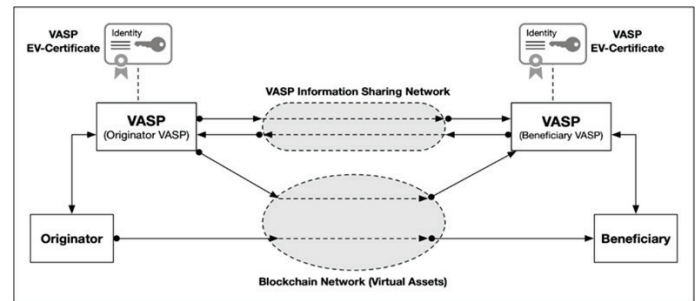 VASP
EV-Certificate
Identity
Identity
VASP
EV-Certificate
VASP Information Sharing Network
VASP
(Originator VASP)
VASP
(Beneficiary VASP)
Originator
Beneficiary
Blockchain Network (Virtual Assets)